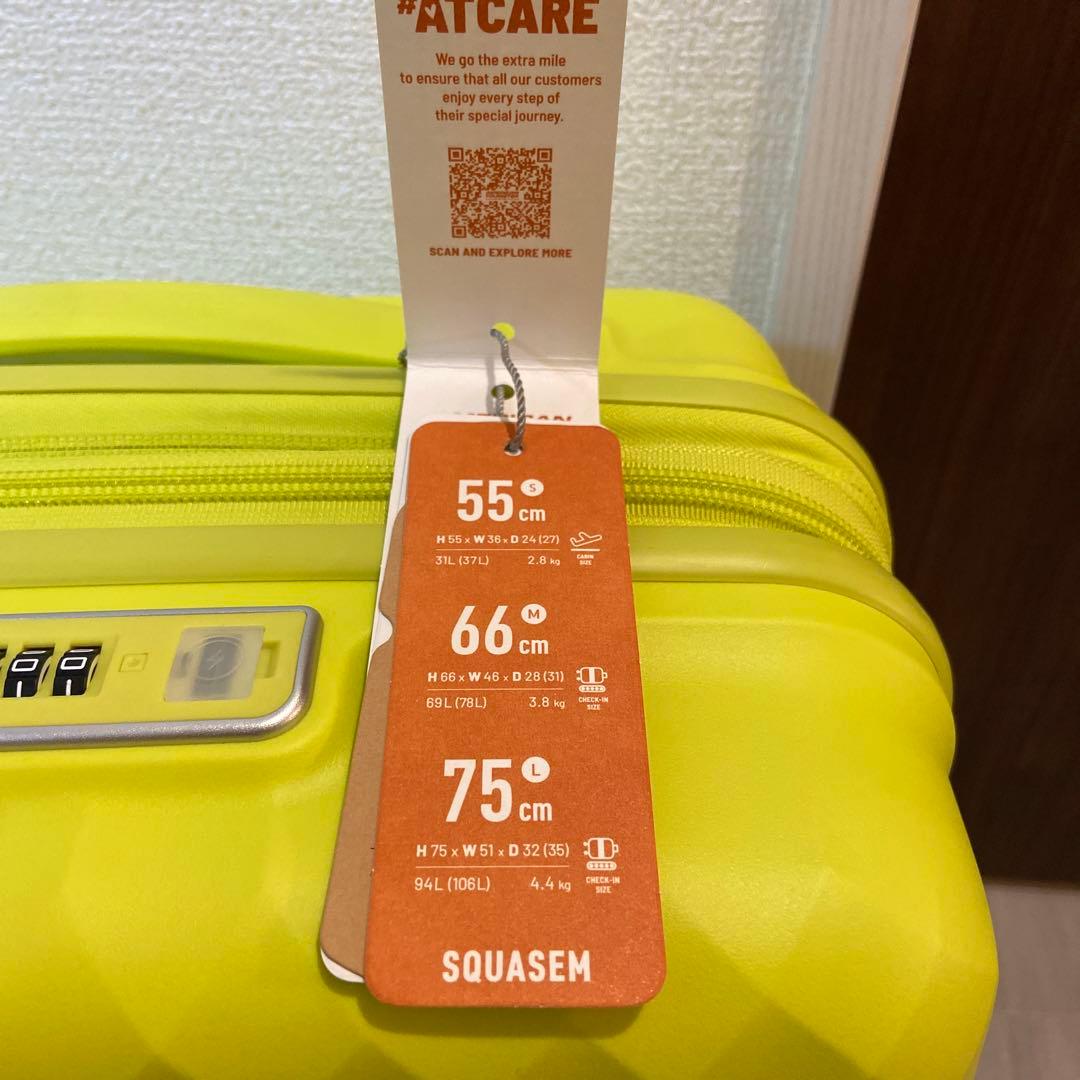 #ATCARE
We go the extra mile
to ensure that all our customers
enjoy every step of
their special journey.
SCAN AND EXPLORE MORE
55 S
cm
H 55 x W 36 x D 24 (27)
31L (37L) 2.8 kg
CABIN
SIZE
66 M
cm
H 66 x W 46 x D 28 (31)
69L (78L) 3.8 kg
CHECK-IN
SIZE
75 L
cm
H 75 x W 51 x D 32 (35)
94L (106L) 4.4 kg
CHECK-IN
SIZE
SQUASEM
0 0